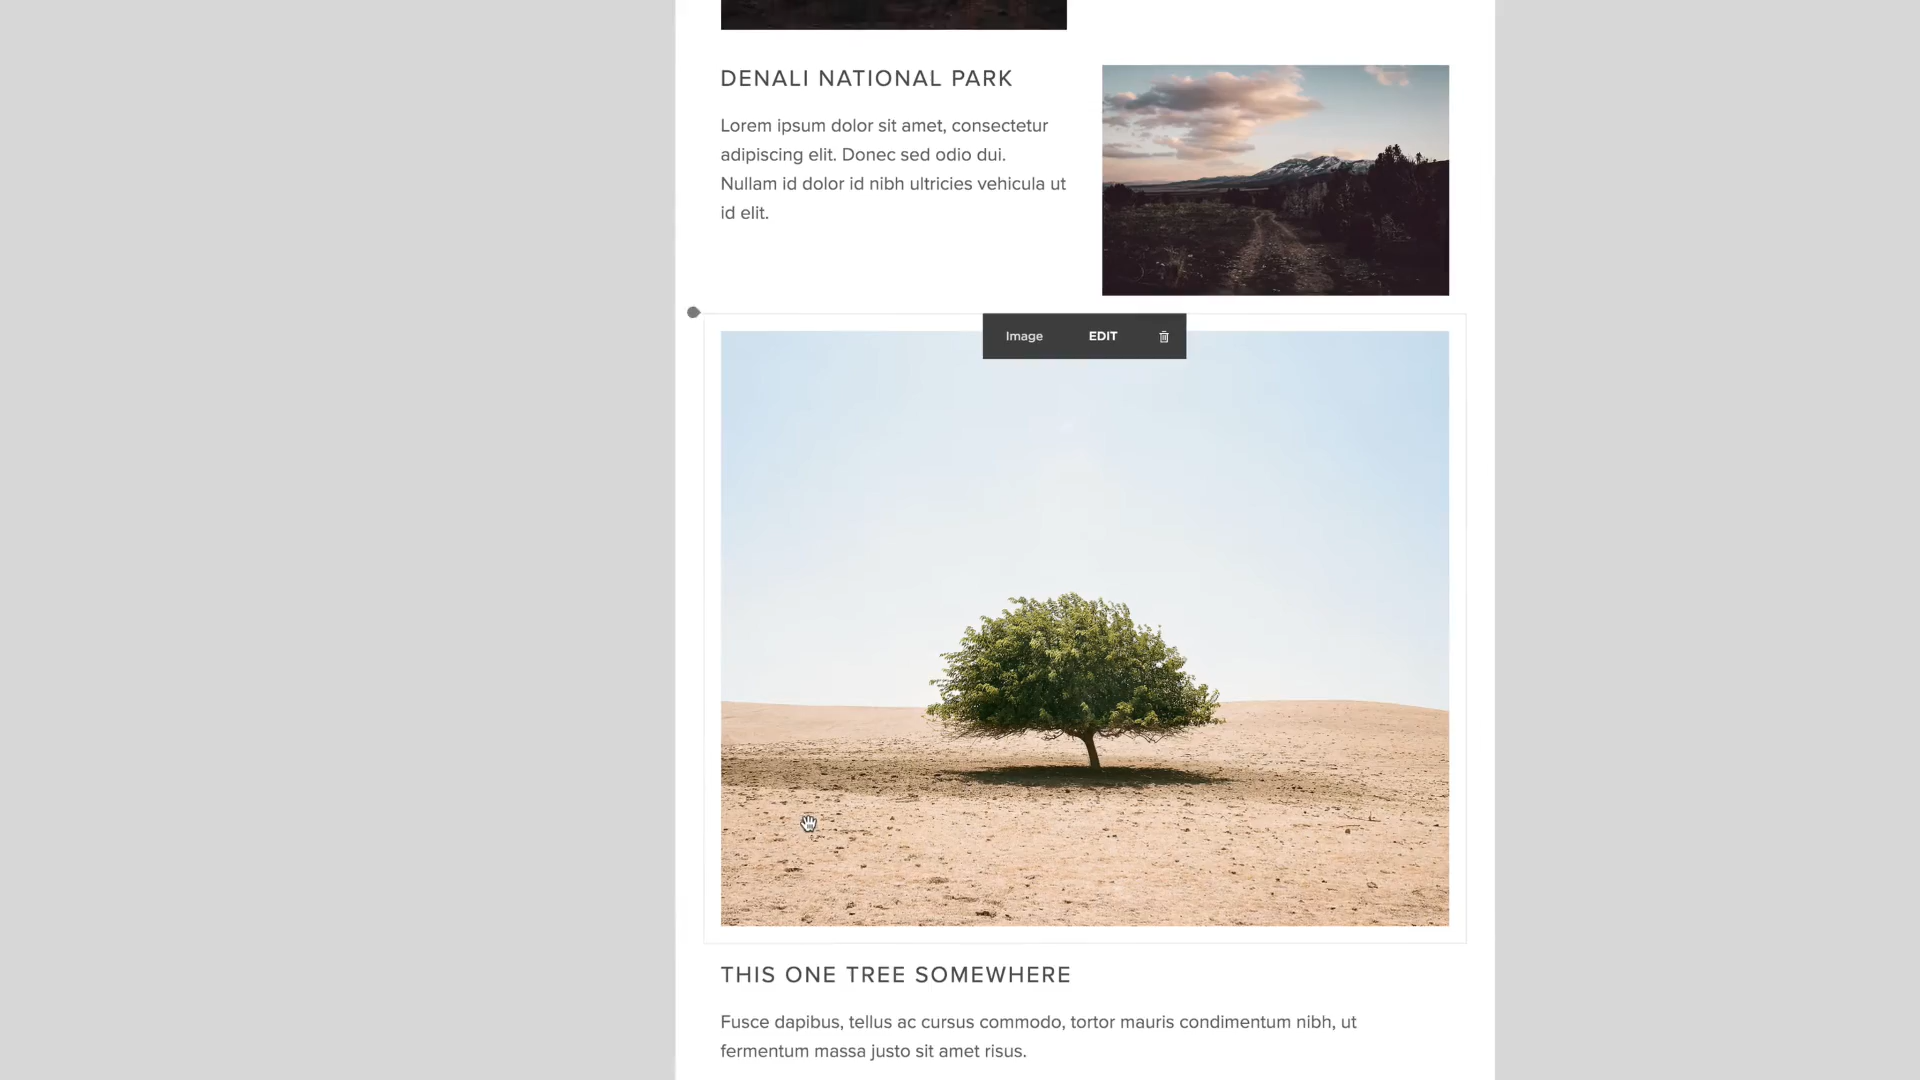 DENALI NATIONAL PARK
Lorem ipsum dolor sit amet, consectetur
adipiscing elit. Donec sed odio dui.
Nullam id dolor id nibh ultricies vehicula ut
id elit.
Image EDIT
THIS ONE TREE SOMEWHERE
Fusce dapibus, tellus ac cursus commodo, tortor mauris condimentum nibh, ut
fermentum massa justo sit amet risus.